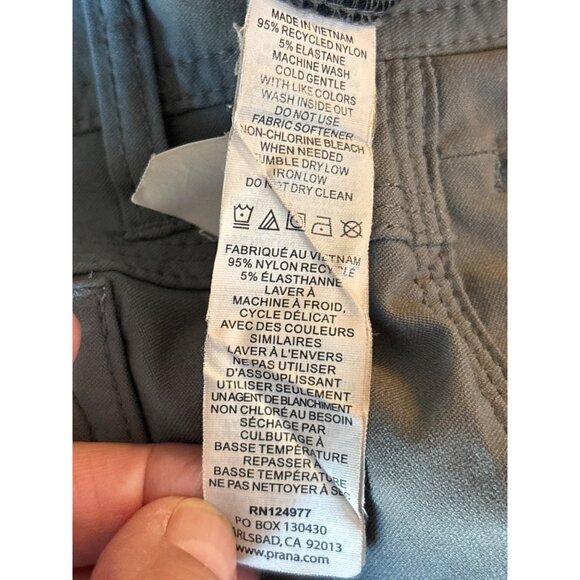 MADE IN VIETNAM
95% RECYCLED NYLON
5% ELASTANE
MACHINE WASH
COLD GENTLE
WITH LIKE COLORS
WASH INSIDE OUT
DO NOT USE
FABRIC SOFTENER
NON-CHLORINE BLEACH
WHEN NEEDED
TUMBLE DRY LOW
IRON LOW
DO NOT DRY CLEAN
FABRIQUÉ AU VIETNAM
95% NYLON RECYCLÉ
5% ÉLASTHANNE
LAVER À
MACHINE À FROID,
CYCLE DÉLICAT
AVEC DES COULEURS
SIMILAIRES
LAVER À L'ENVERS
NE PAS UTILISER
D'ASSOUPLISSANT
UTILISER SEULEMENT
UN AGENT DE BLANCHIMENT
NON CHLORÉ AU BESOIN
SÉCHAGE PAR
CULBUTAGE À
BASSE TEMPÉRATURE
REPASSER À
BASSE TEMPÉRATURE
NE PAS NETTOYER À SEC
RN124977
PO BOX 130430
CARLSBAD, CA 92013
www.prana.com